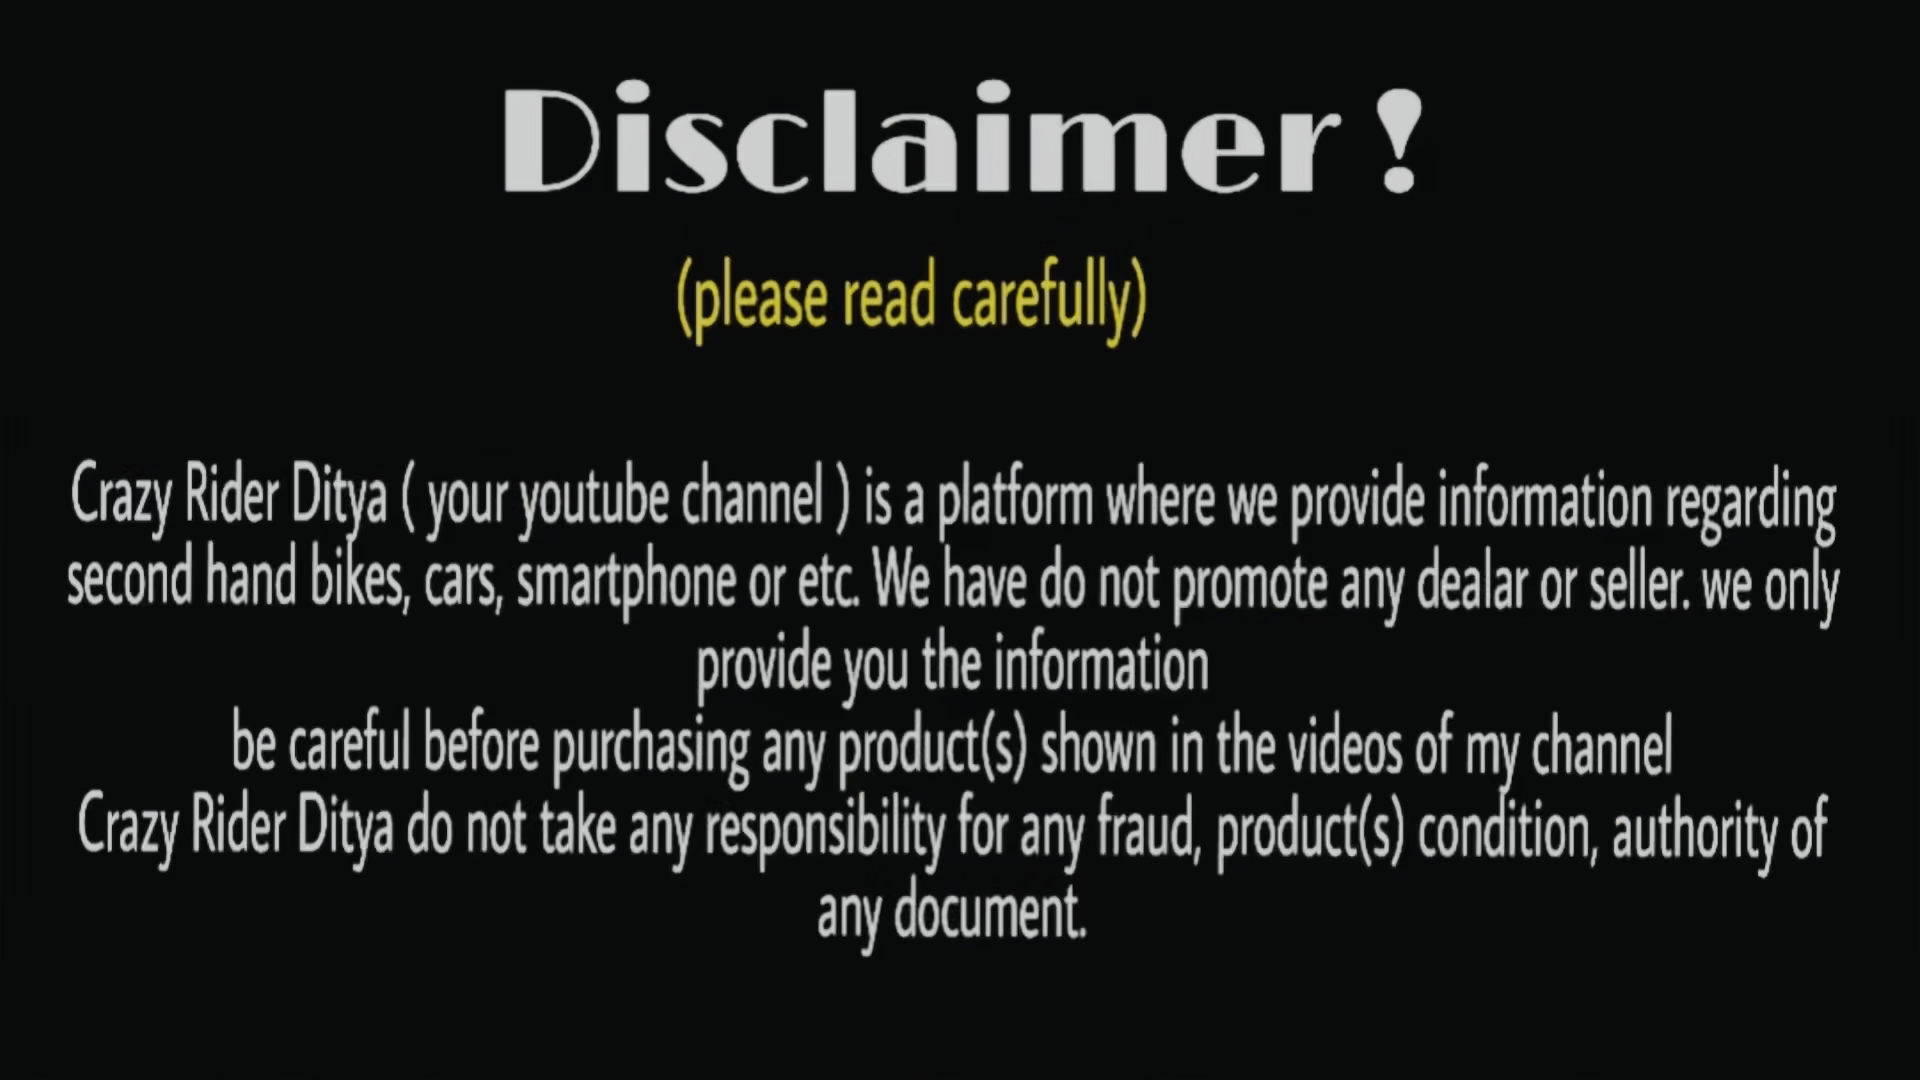 Disclaimer !
(please read carefully)
Crazy Rider Ditya ( your youtube channel ) is a platform where we provide information regarding
second hand bikes, cars, smartphone or etc. We have do not promote any dealar or seller. we only
provide you the information
be careful before purchasing any product(s) shown in the videos of my channel
Crazy Rider Ditya do not take any responsibility for any fraud, product(s) condition, authority of
any document.